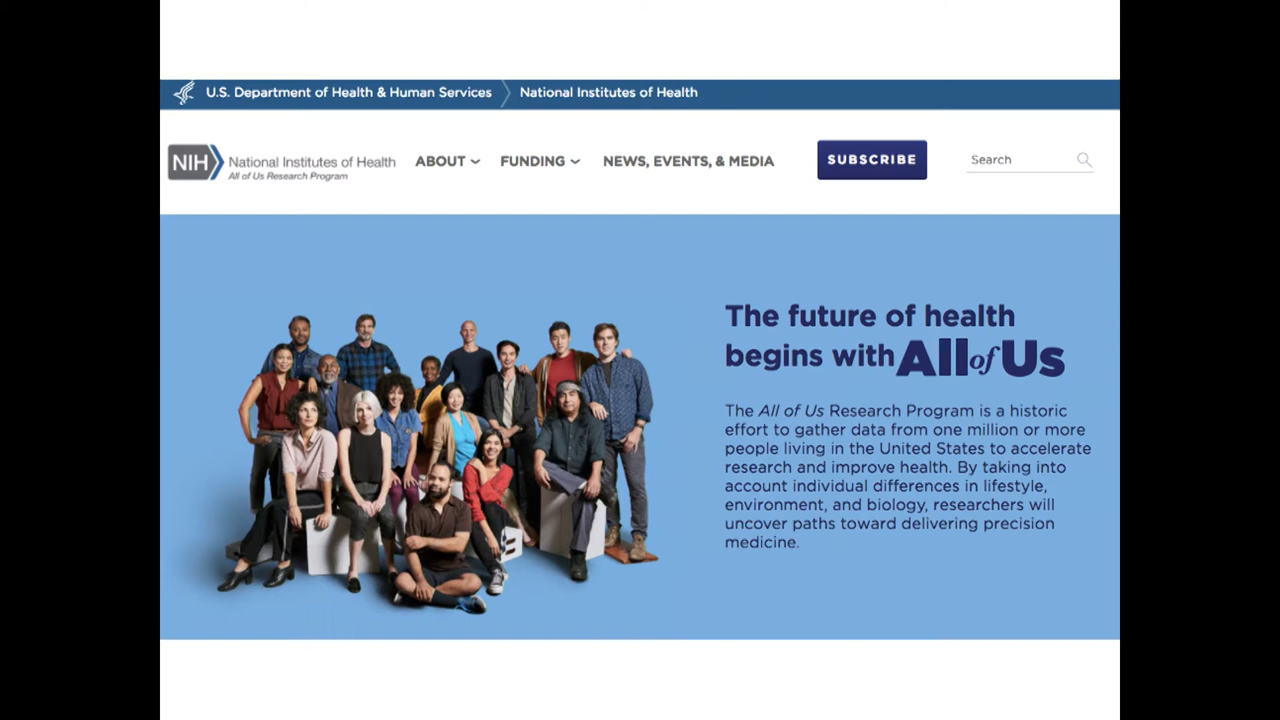 U.S. Department of Health & Human Services National Institutes of Health
NIH National Institutes of Health
All of Us Research Program
ABOUT FUNDING NEWS, EVENTS, & MEDIA SUBSCRIBE Search
The future of health
begins with All of Us
The All of Us Research Program is a historic
effort to gather data from one million or more
people living in the United States to accelerate
research and improve health. By taking into
account individual differences in lifestyle,
environment, and biology, researchers will
uncover paths toward delivering precision
medicine.